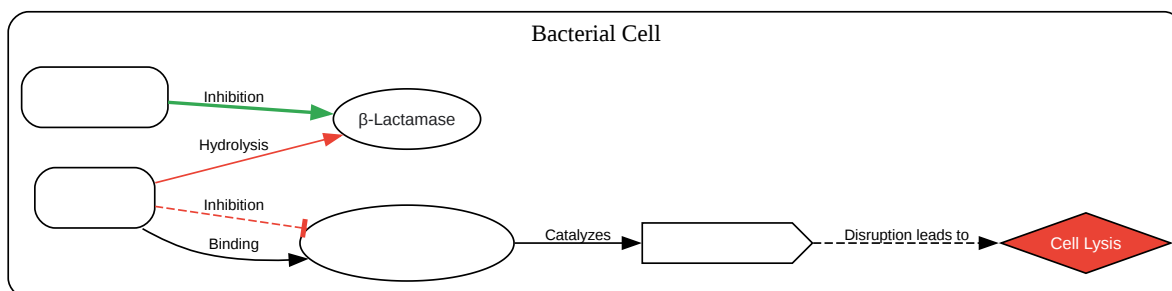 Bacterial Cell
Inhibition
β-Lactamase
Hydrolysis
Inhibition
Binding
Catalyzes
Disruption leads to
Cell Lysis